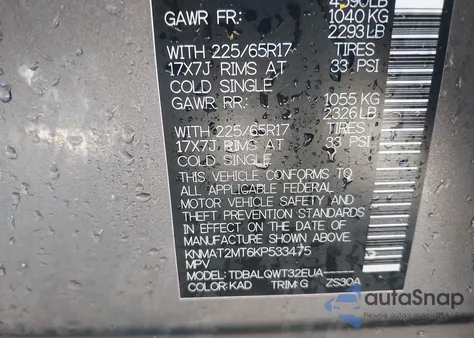 4590LB
GAWR FR: 1040 KG
2293 LB
WITH 225/65R17 TIRES
17X7J RIMS AT 33 PSI
COLD SINGLE
GAWR RR: 1055 KG
2326 LB
WITH 225/65R17 TIRES
17X7J RIMS AT 33 PSI
COLD SINGLE
THIS VEHICLE CONFORMS TO
ALL APPLICABLE FEDERAL
MOTOR VEHICLE SAFETY AND
THEFT PREVENTION STANDARDS
IN EFFECT ON THE DATE OF
MANUFACTURE SHOWN ABOVE.
KNMAT2MT6KP533475
MPV
MODEL: TDBALQWT32EUA------
COLOR:KAD TRIM:G ZS30A
autoSnap